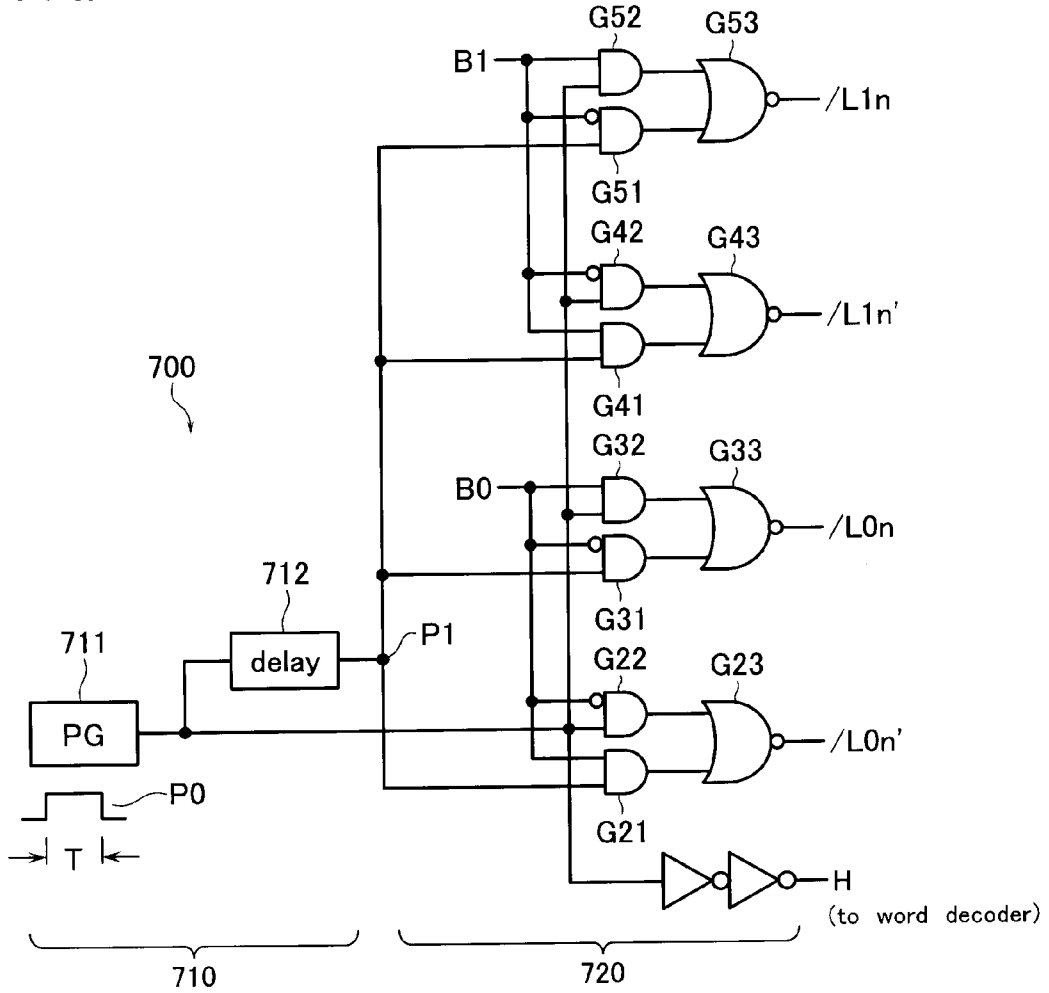 G52
G53
B1
/L1n
G51
G42
G43
/L1n'
G41
700
G32
G33
B0
/L0n
G31
712
delay
P1
711
PG
G22
G23
/L0n'
G21
P0
T
H
(to word decoder)
710
720